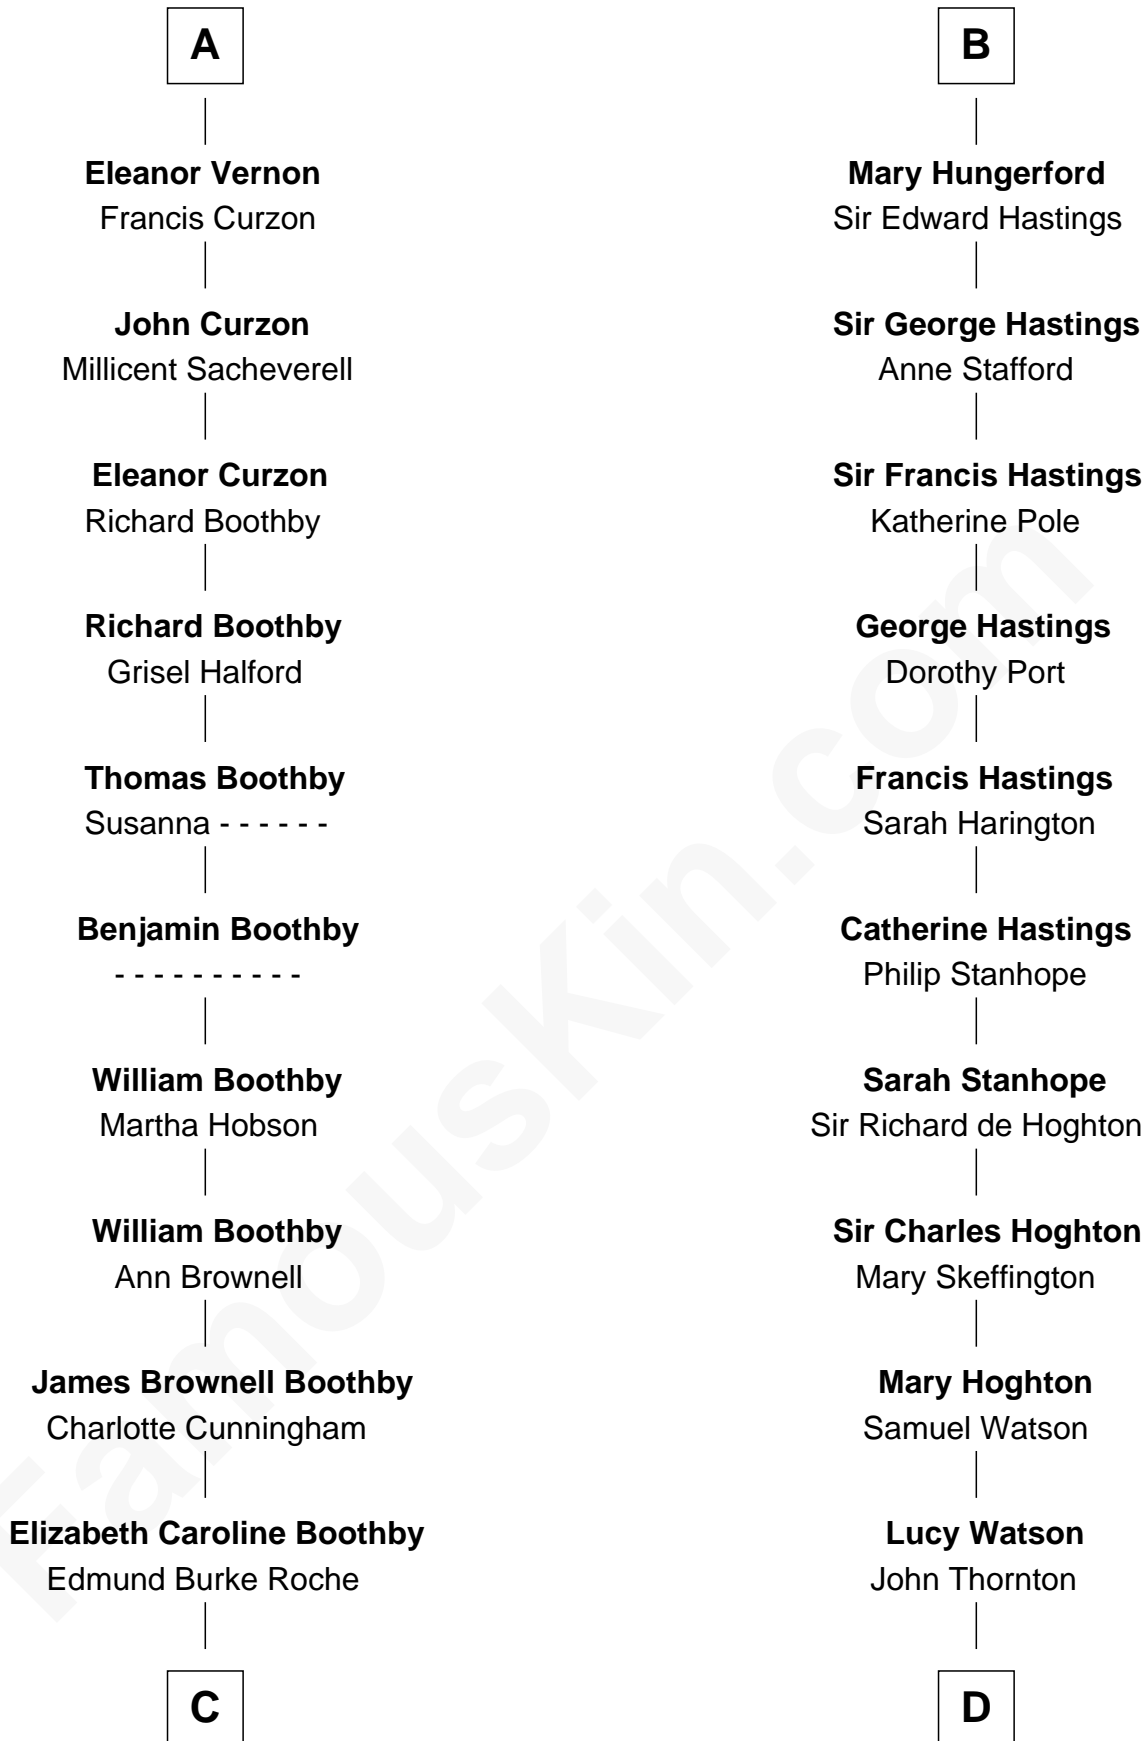 A
Eleanor Vernon
Francis Curzon
John Curzon
Millicent Sacheverell
Eleanor Curzon
Richard Boothby
Richard Boothby
Grisel Halford
Thomas Boothby
Susanna - - - - - -
Benjamin Boothby
- - - - - - - - - -
William Boothby
Martha Hobson
William Boothby
Ann Brownell
James Brownell Boothby
Charlotte Cunningham
Elizabeth Caroline Boothby
Edmund Burke Roche
C
B
Mary Hungerford
Sir Edward Hastings
Sir George Hastings
Anne Stafford
Sir Francis Hastings
Katherine Pole
George Hastings
Dorothy Port
Francis Hastings
Sarah Harington
Catherine Hastings
Philip Stanhope
Sarah Stanhope
Sir Richard de Hoghton
Sir Charles Hoghton
Mary Skeffington
Mary Hoghton
Samuel Watson
Lucy Watson
John Thornton
D
FamousKin.com